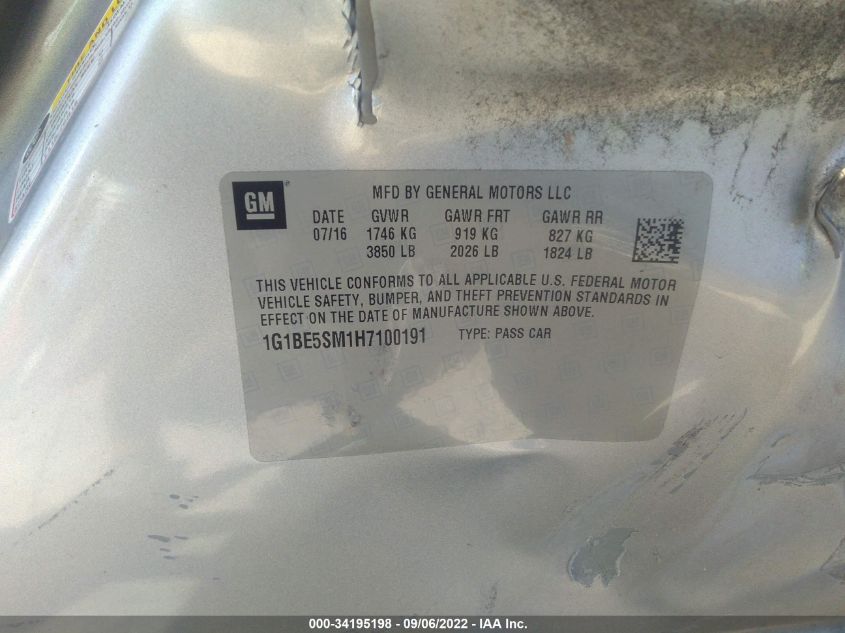 GM
MFD BY GENERAL MOTORS LLC
DATE GVWR GAWR FRT GAWR RR
07/16 1746 KG 919 KG 827 KG
3850 LB 2026 LB 1824 LB
THIS VEHICLE CONFORMS TO ALL APPLICABLE U.S. FEDERAL MOTOR
VEHICLE SAFETY, BUMPER, AND THEFT PREVENTION STANDARDS IN
EFFECT ON THE DATE OF MANUFACTURE SHOWN ABOVE.
1G1BE5SM1H7100191 TYPE: PASS CAR
000-34195198 - 09/06/2022 - IAA Inc.